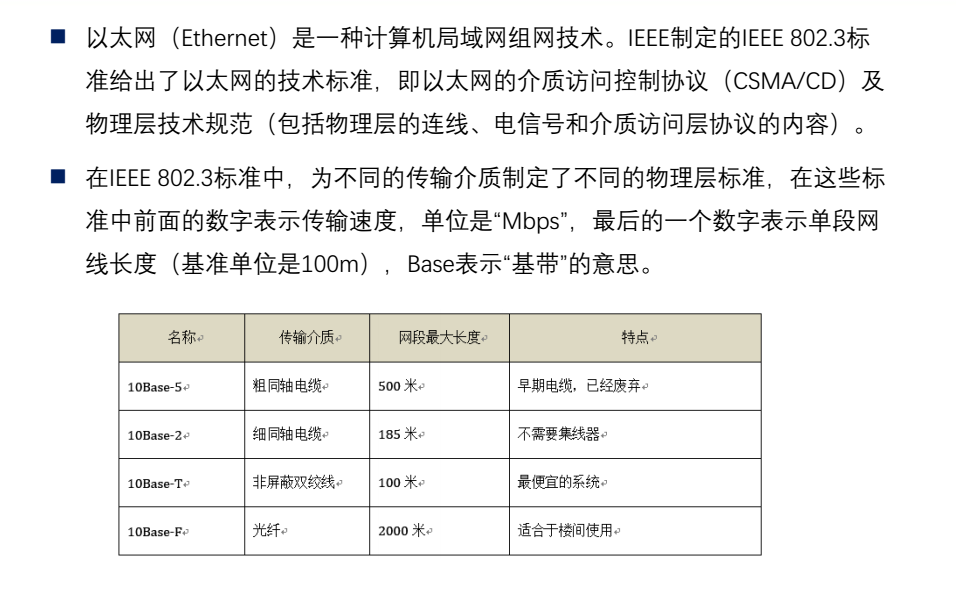 以太网（Ethernet）是一种计算机局域网组网技术。IEEE制定的IEEE 802.3标
准给出了以太网的技术标准，即以太网的介质访问控制协议（CSMA/CD）及
物理层技术规范（包括物理层的连线、电信号和介质访问层协议的内容）。
在IEEE 802.3标准中，为不同的传输介质制定了不同的物理层标准，在这些标
准中前面的数字表示传输速度，单位是“Mbps”，最后的一个数字表示单段网
线长度（基准单位是100m），Base表示“基带”的意思。
名称 传输介质 网段最大长度 特点
10Base-5 粗同轴电缆 500 米 早期电缆，已经废弃
10Base-2 细同轴电缆 185 米 不需要集线器
10Base-T 非屏蔽双绞线 100 米 最便宜的系统
10Base-F 光纤 2000 米 适合于楼间使用